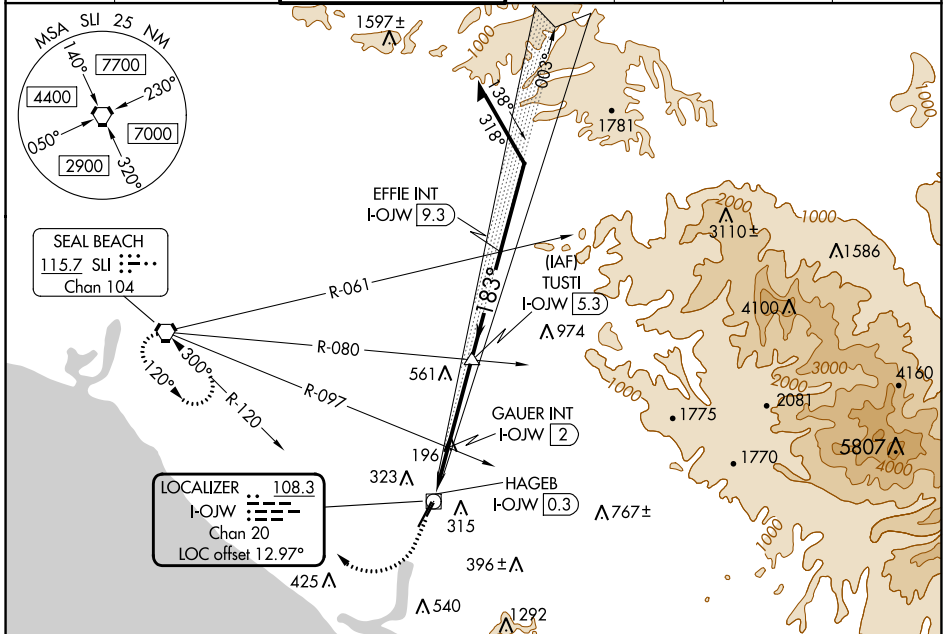 MSA SLI 25 NM
140°
7700
230°
4400
7000
050°
2900
320°
1597±
1000
003°
138°
318°
1781
1000
EFFIE INT
I-OJW 9.3
2000
3110±
1000
1586
SEAL BEACH
115.7 SLI
Chan 104
R-061
183°
(IAF)
TUSTI
I-OJW 5.3
974
4100
R-080
300°
120°
R-120
561
R-097
1000
3000
2000
4160
2081
1775
GAUER INT
I-OJW 2
196
1770
5807
4000
323
HAGEB
I-OJW 0.3
LOCALIZER 108.3
I-OJW
Chan 20
LOC offset 12.97°
315
767±
1000
396±
425
540
1292